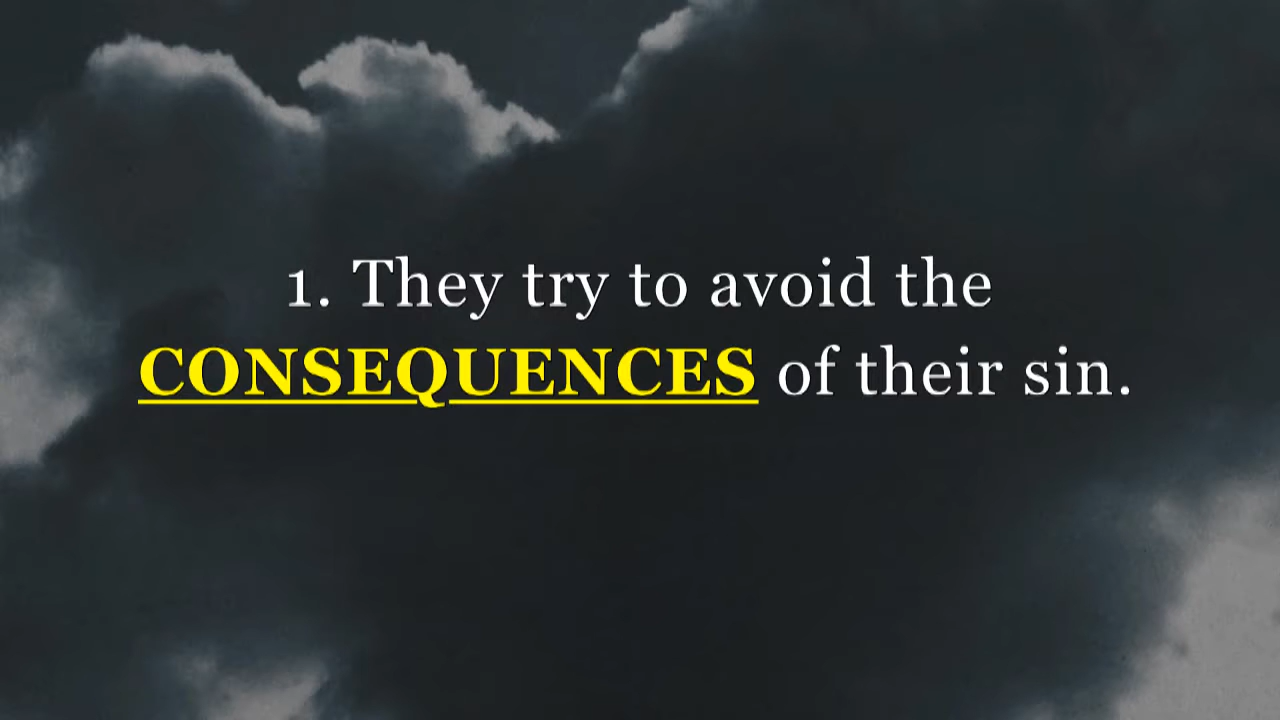 1. They try to avoid the
CONSEQUENCES of their sin.